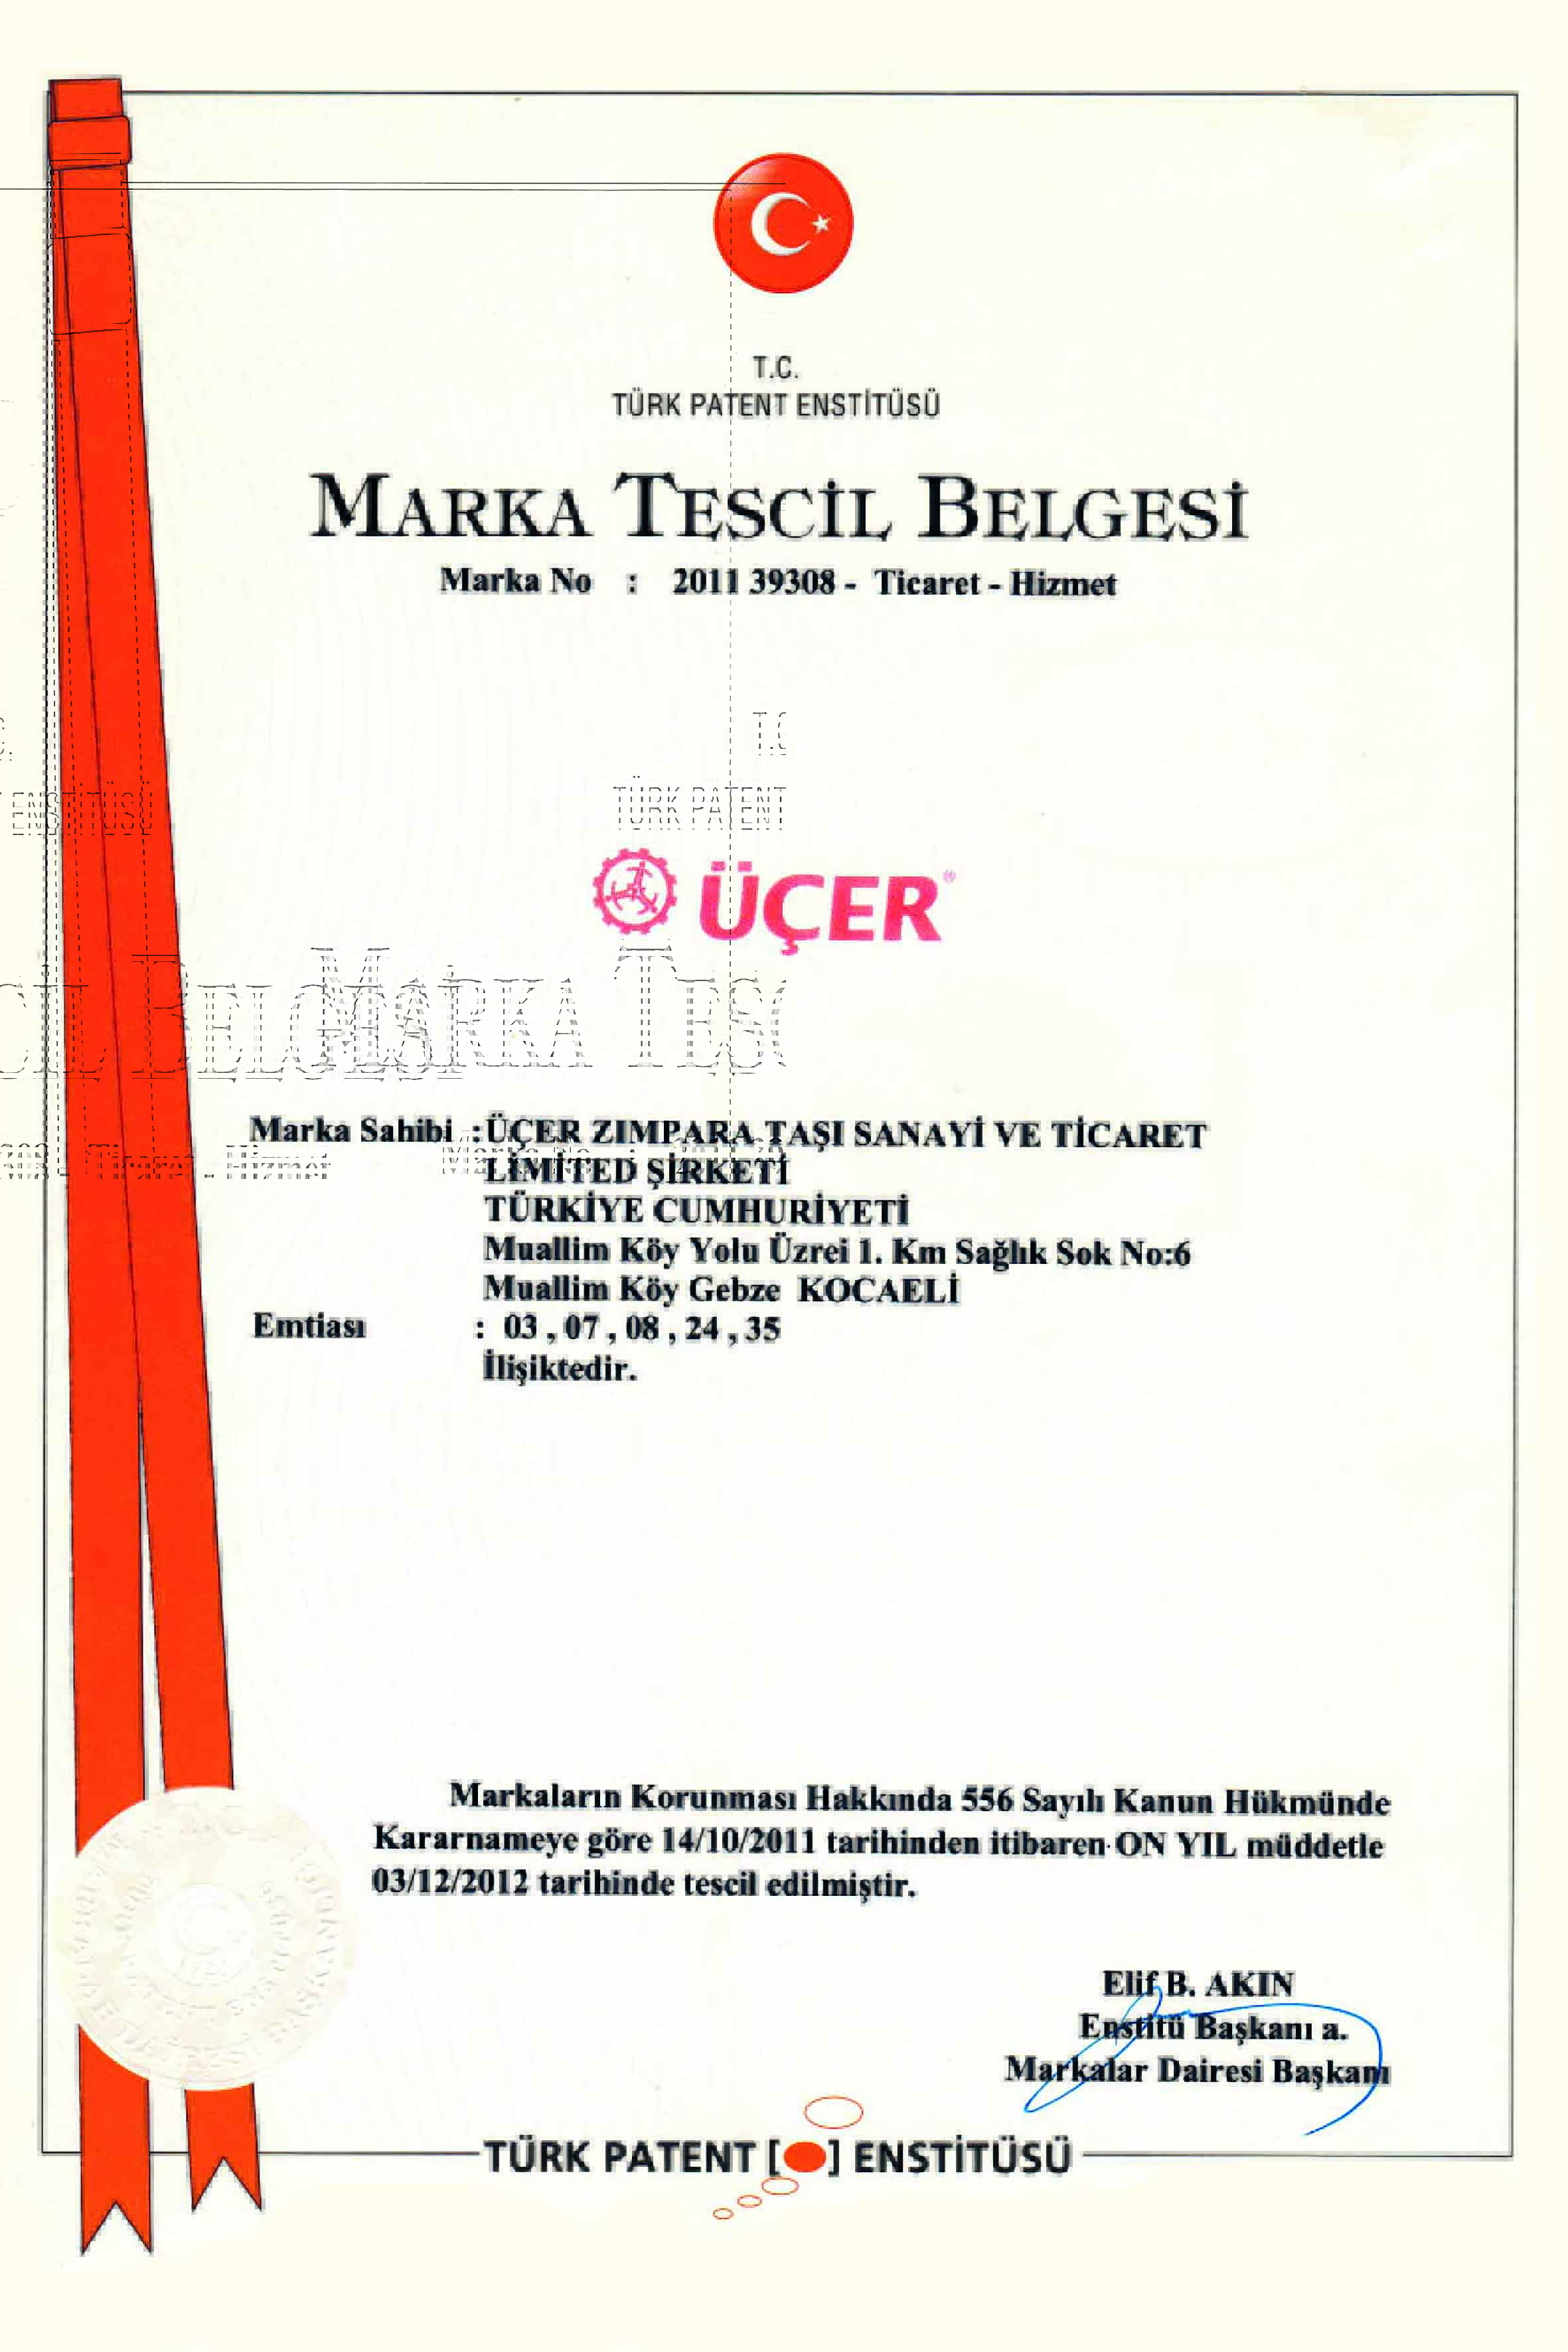 T.C.
TÜRK PATENT ENSTİTÜSÜ
MARKA TESCİL BELGESİ
Marka No : 2011 39308 - Ticaret - Hizmet
ÜÇER®
Marka Sahibi :ÜÇER ZIMPARA TAŞI SANAYİ VE TİCARET
LİMİTED ŞİRKETİ
TÜRKİYE CUMHURİYETİ
Muallim Köy Yolu Üzrei 1. Km Sağlık Sok No:6
Muallim Köy Gebze KOCAELİ
Emtiası : 03 , 07 , 08 , 24 , 35
İlişiktedir.
Markaların Korunması Hakkında 556 Sayılı Kanun Hükmünde
Kararnameye göre 14/10/2011 tarihinden itibaren ON YIL müddetle
03/12/2012 tarihinde tescil edilmiştir.
Elif B. AKIN
Enstitü Başkanı a.
Markalar Dairesi Başkanı
TÜRK PATENT [●] ENSTİTÜSÜ